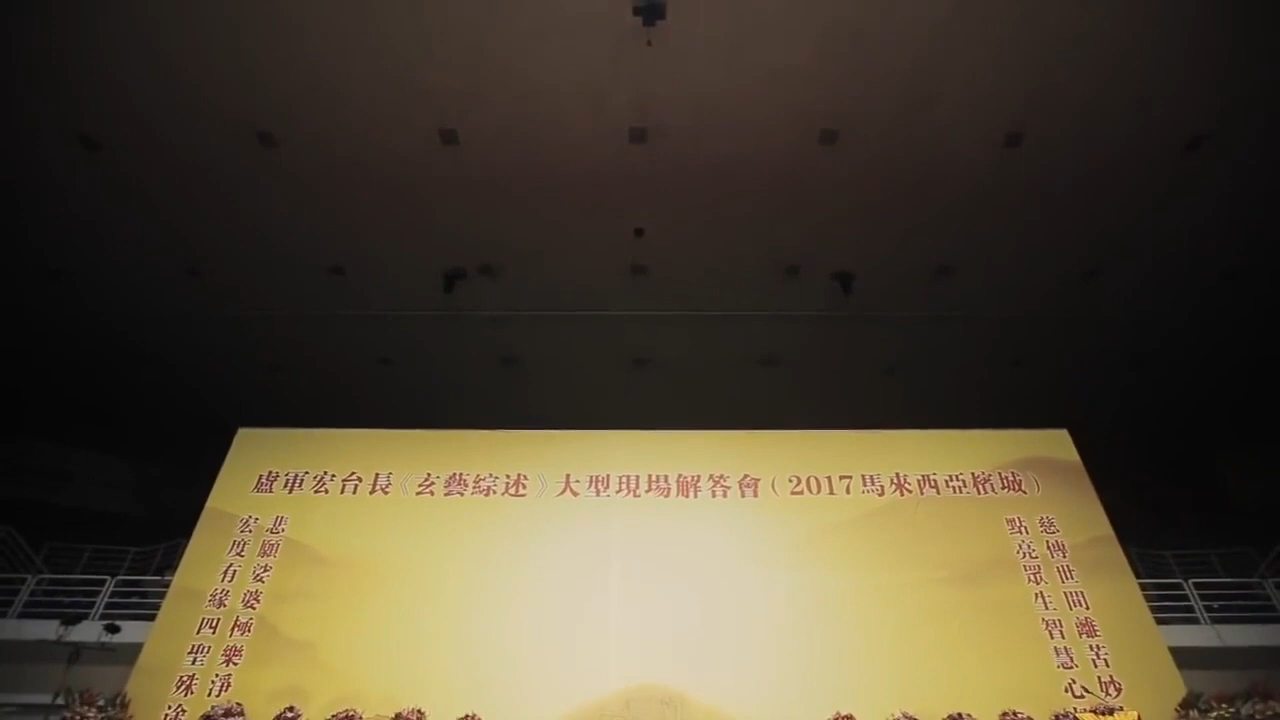 盧軍宏台長《玄藝綜述》大型現場解答會(2017馬來西亞檳城)
慈傳世間離苦妙
點亮眾生智慧心
悲願娑婆極樂淨
宏度有緣四聖殊途